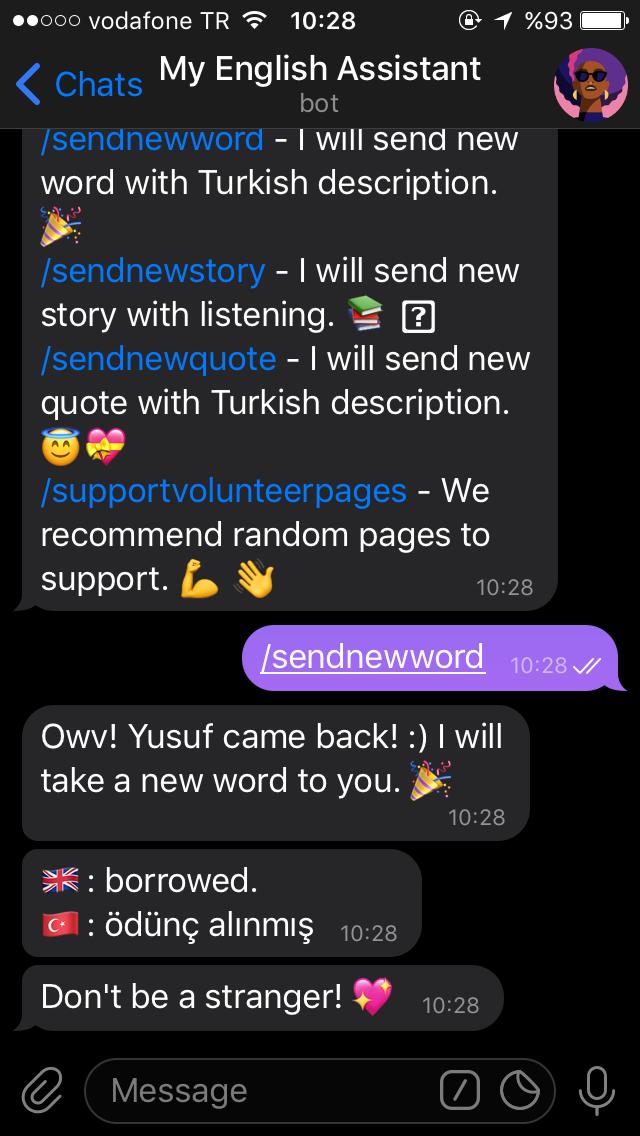 vodafone TR 10:28 %93
Chats My English Assistant
bot
/sendnewword - I will send new
word with Turkish description.
🎉
/sendnewstory - I will send new
story with listening. 📚 ⍰
/sendnewquote - I will send new
quote with Turkish description.
😇💝
/supportvolunteerpages - We
recommend random pages to
support. 💪 👋 10:28
/sendnewword 10:28
Owv! Yusuf came back! :) I will
take a new word to you. 🎉
10:28
🇬🇧 : borrowed.
🇹🇷 : ödünç alınmış 10:28
Don't be a stranger! 💖 10:28
Message